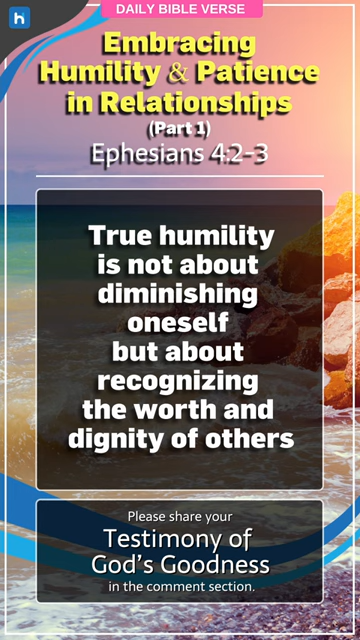 h
DAILY BIBLE VERSE
Embracing
Humility & Patience
in Relationships
(Part 1)
Ephesians 4:2-3
True humility
is not about
diminishing
oneself
but about
recognizing
the worth and
dignity of others
Please share your
Testimony of
God's Goodness
in the comment section.